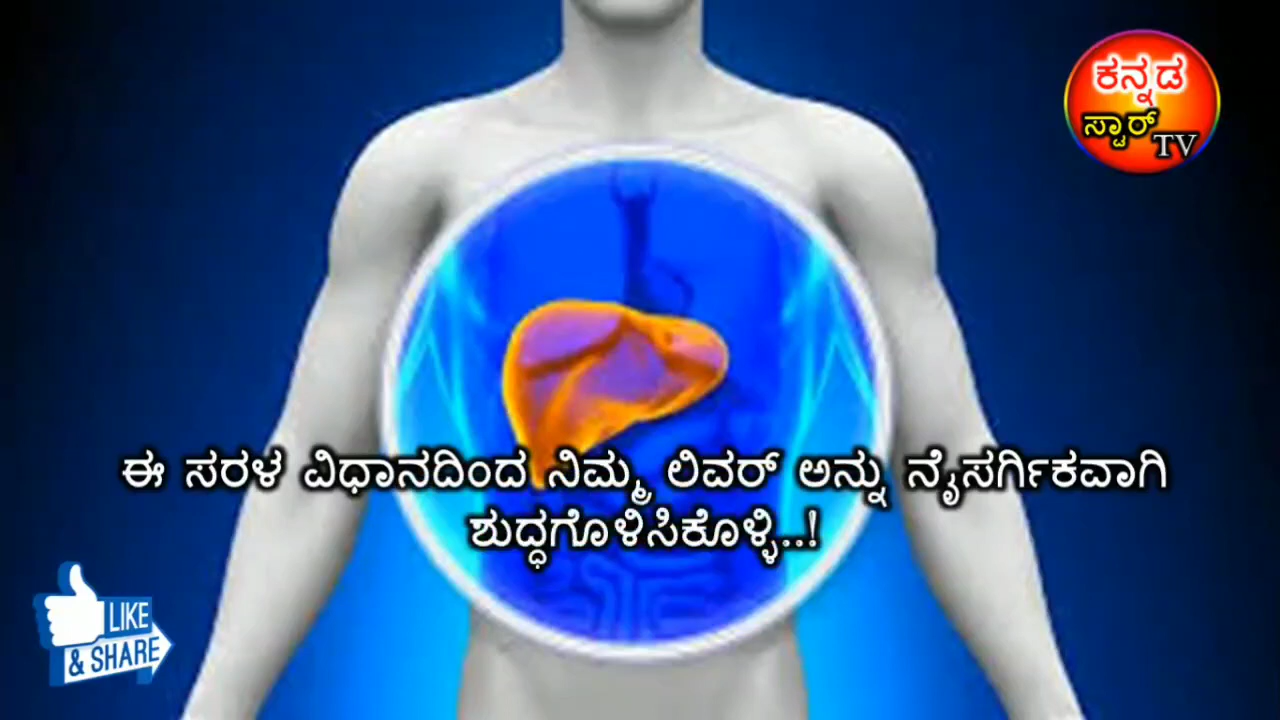 ಕನ್ನಡ
ಸ್ಟಾರ್ TV
ಈ ಸರಳ ವಿಧಾನದಿಂದ ನಿಮ್ಮ ಲಿವರ್ ಅನ್ನು ನೈಸರ್ಗಿಕವಾಗಿ
ಶುದ್ಧಗೊಳಿಸಿಕೊಳ್ಳಿ..!
LIKE
& SHARE